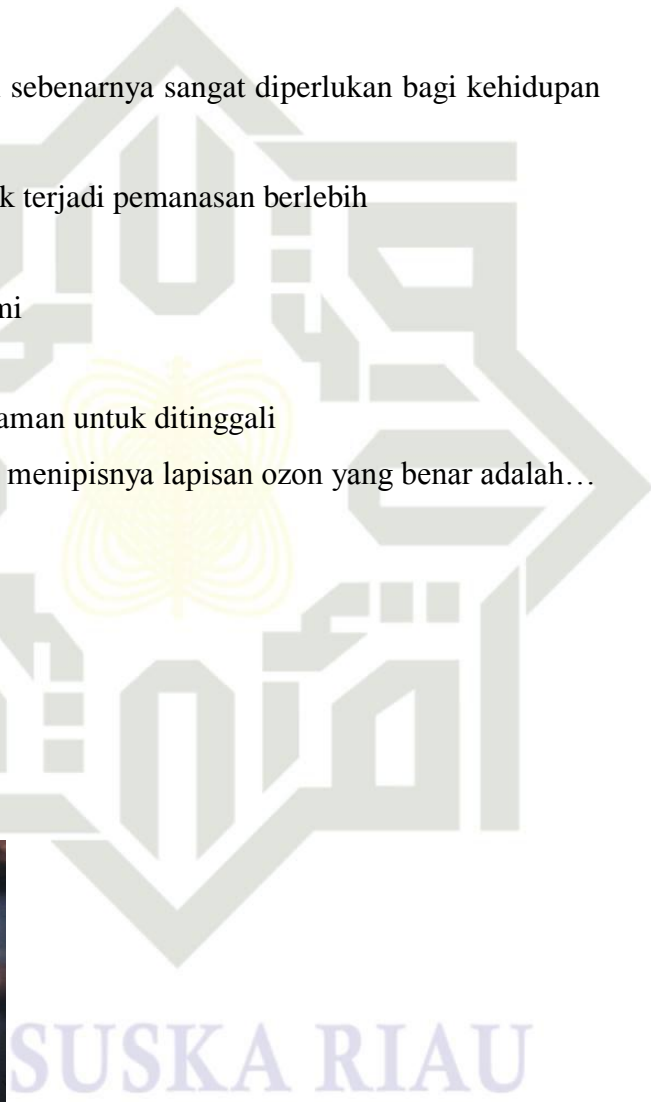 sebenarnya sangat diperlukan bagi kehidupan
k terjadi pemanasan berlebih
mi
aman untuk ditinggali
menipisnya lapisan ozon yang benar adalah…
SUSKA RIAU